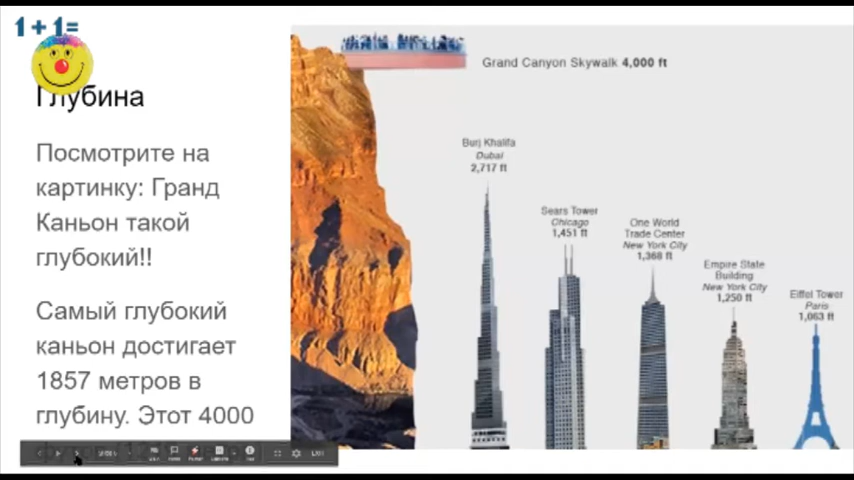 1+1=
Глубина
Посмотрите на
картинку: Гранд
Каньон такой
глубокий!!
Самый глубокий
каньон достигает
1857 метров в
глубину. Этот 4000
Grand Canyon Skywalk 4,000 ft
Burj Khalifa
Dubai
2,717 ft
Sears Tower
Chicago
1,451 ft
One World
Trade Center
New York City
1,368 ft
Empire State
Building
New York City
1,250 ft
Eiffel Tower
Paris
1,063 ft